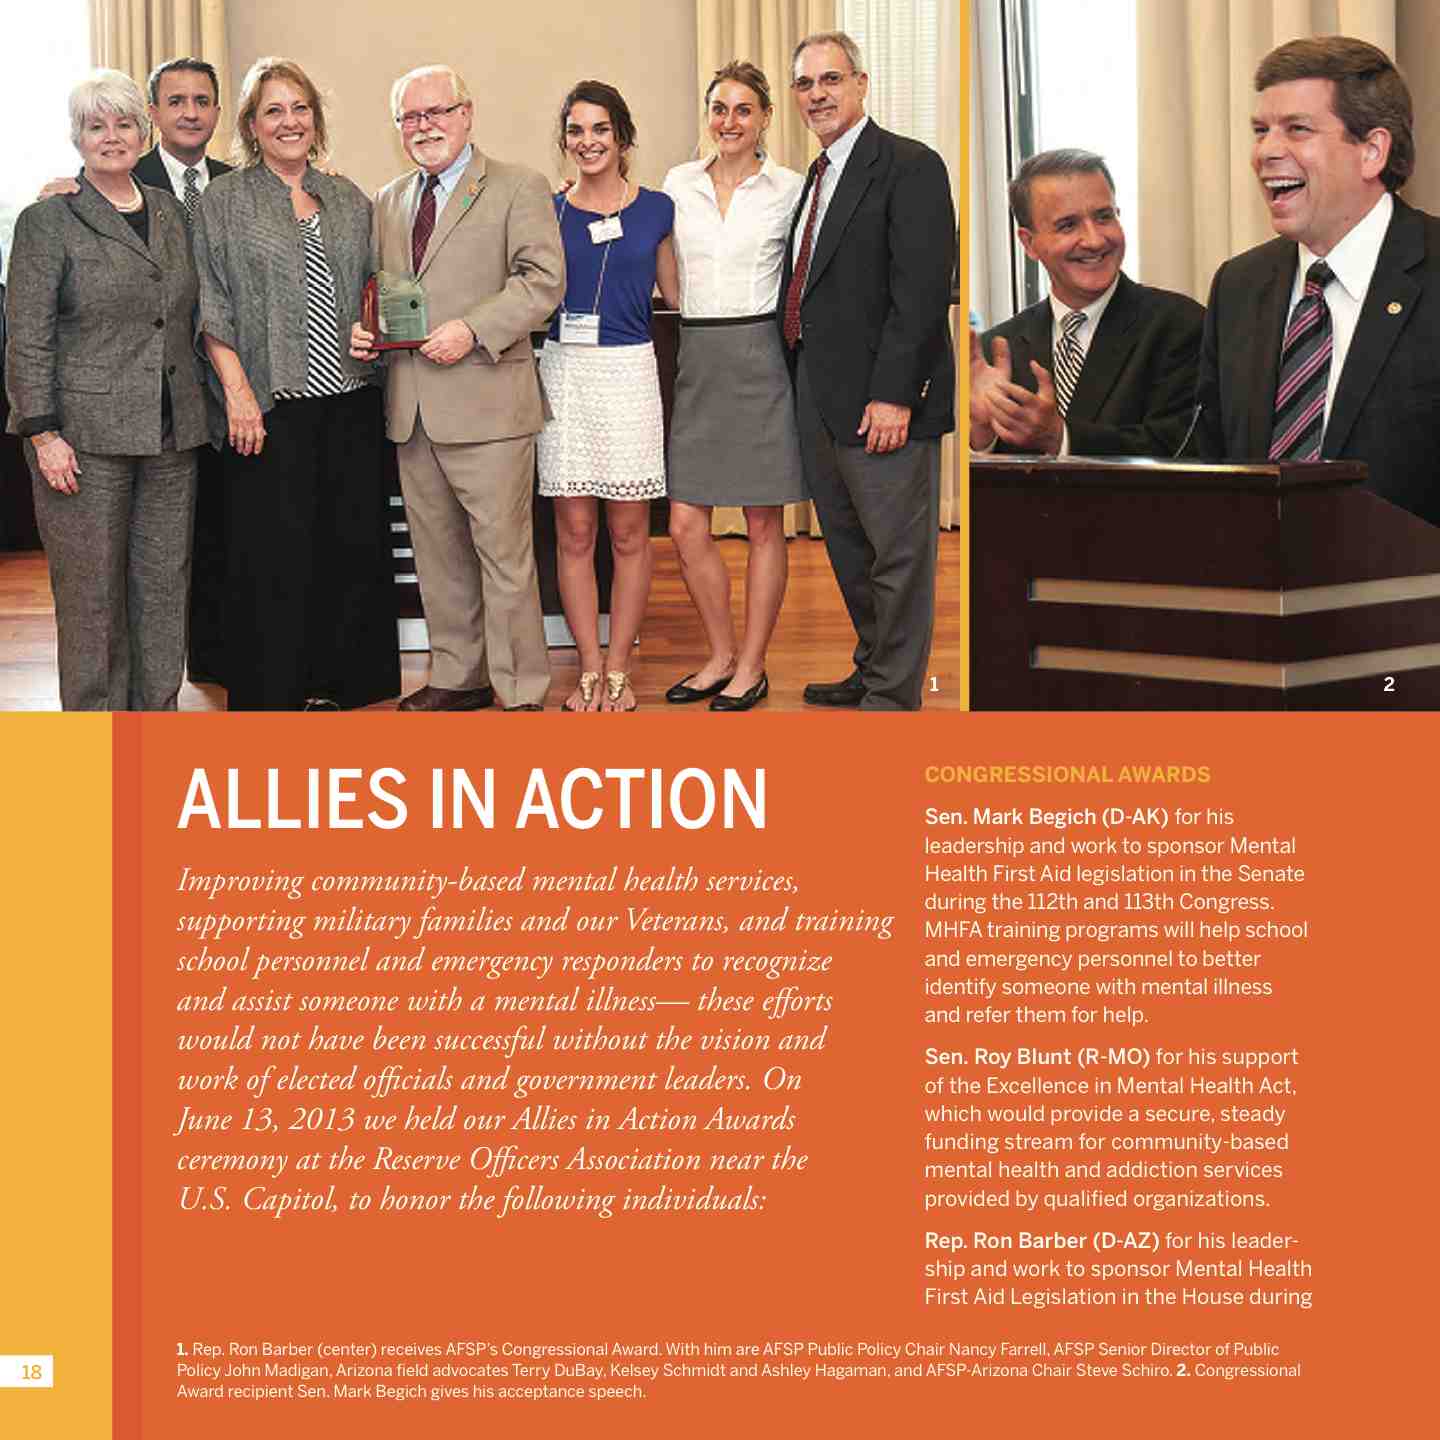 1
2
ALLIES IN ACTION
Improving community-based mental health services,
supporting military families and our Veterans, and training
school personnel and emergency responders to recognize
and assist someone with a mental illness— these efforts
would not have been successful without the vision and
work of elected officials and government leaders. On
June 13, 2013 we held our Allies in Action Awards
ceremony at the Reserve Officers Association near the
U.S. Capitol, to honor the following individuals:
CONGRESSIONAL AWARDS
Sen. Mark Begich (D-AK) for his
leadership and work to sponsor Mental
Health First Aid legislation in the Senate
during the 112th and 113th Congress.
MHFA training programs will help school
and emergency personnel to better
identify someone with mental illness
and refer them for help.
Sen. Roy Blunt (R-MO) for his support
of the Excellence in Mental Health Act,
which would provide a secure, steady
funding stream for community-based
mental health and addiction services
provided by qualified organizations.
Rep. Ron Barber (D-AZ) for his leader-
ship and work to sponsor Mental Health
First Aid Legislation in the House during
1. Rep. Ron Barber (center) receives AFSP's Congressional Award. With him are AFSP Public Policy Chair Nancy Farrell, AFSP Senior Director of Public
Policy John Madigan, Arizona field advocates Terry DuBay, Kelsey Schmidt and Ashley Hagaman, and AFSP-Arizona Chair Steve Schiro. 2. Congressional
Award recipient Sen. Mark Begich gives his acceptance speech.
18